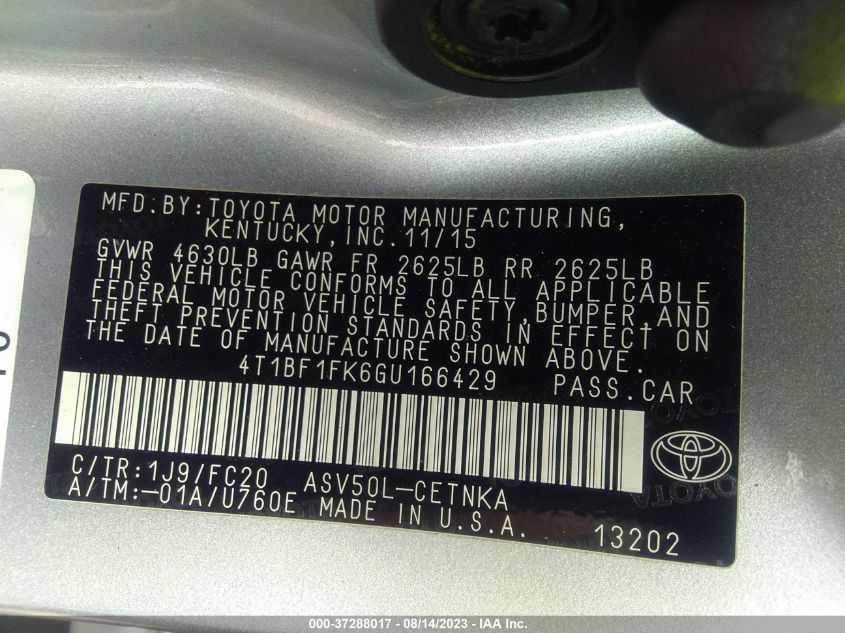 MFD.BY:TOYOTA MOTOR MANUFACTURING,
KENTUCKY,INC.11/15
GVWR 4630LB GAWR FR 2625LB RR 2625LB
THIS VEHICLE CONFORMS TO ALL APPLICABLE
FEDERAL MOTOR VEHICLE SAFETY,BUMPER,AND
THEFT PREVENTION STANDARDS IN EFFECT ON
THE DATE OF MANUFACTURE SHOWN ABOVE.
4T1BF1FK6GU166429 PASS.CAR
C/TR:1J9/FC20 ASV50L-CETNKA
A/TM:-01A/U760E MADE IN U.S.A. 13202
000-37288017 - 08/14/2023 - IAA Inc.